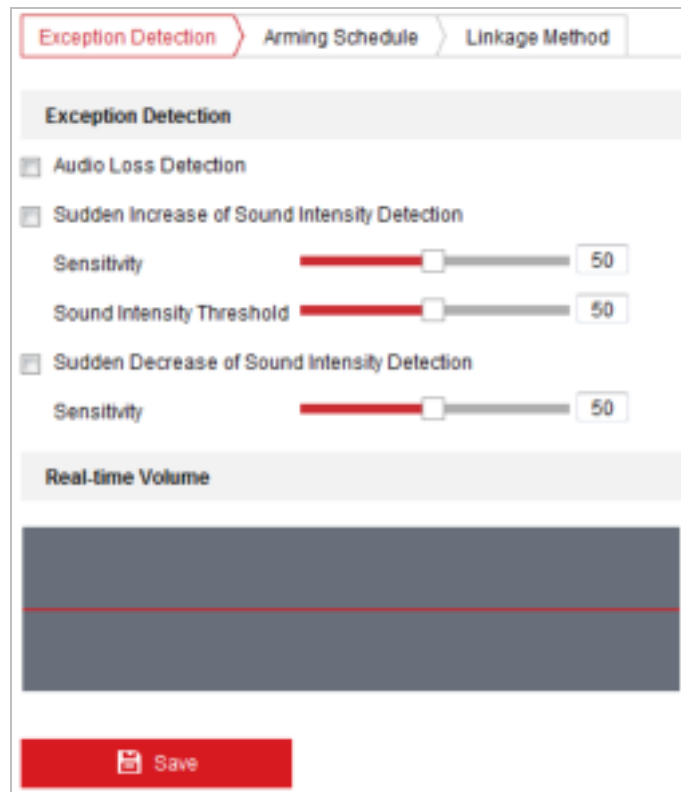 Exception Detection Arming Schedule Linkage Method
Exception Detection
Audio Loss Detection
Sudden Increase of Sound Intensity Detection
Sensitivity 50
Sound Intensity Threshold 50
Sudden Decrease of Sound Intensity Detection
Sensitivity 50
Real-time Volume
Save